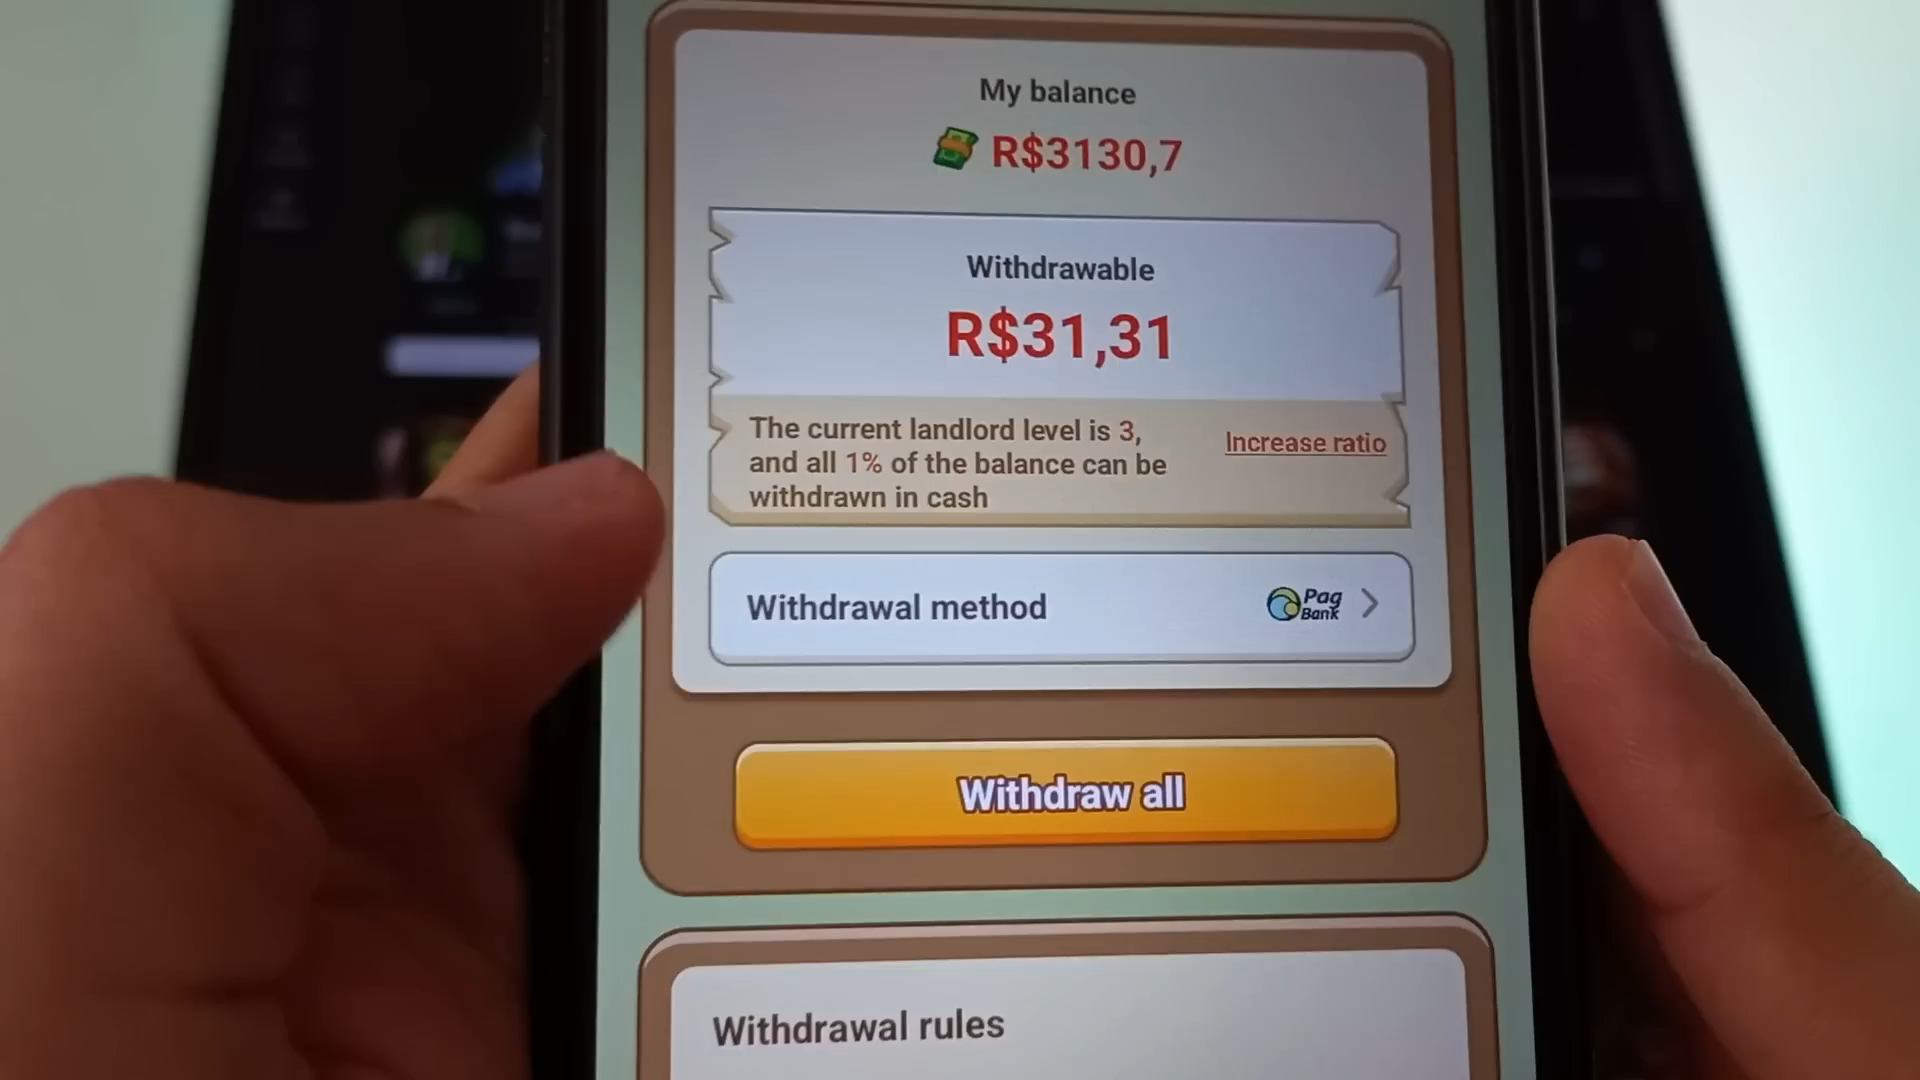 My balance
R$3130,7
Withdrawable
R$31,31
The current landlord level is 3,
and all 1% of the balance can be
withdrawn in cash
Increase ratio
Withdrawal method
Pag
Bank
Withdraw all
Withdrawal rules